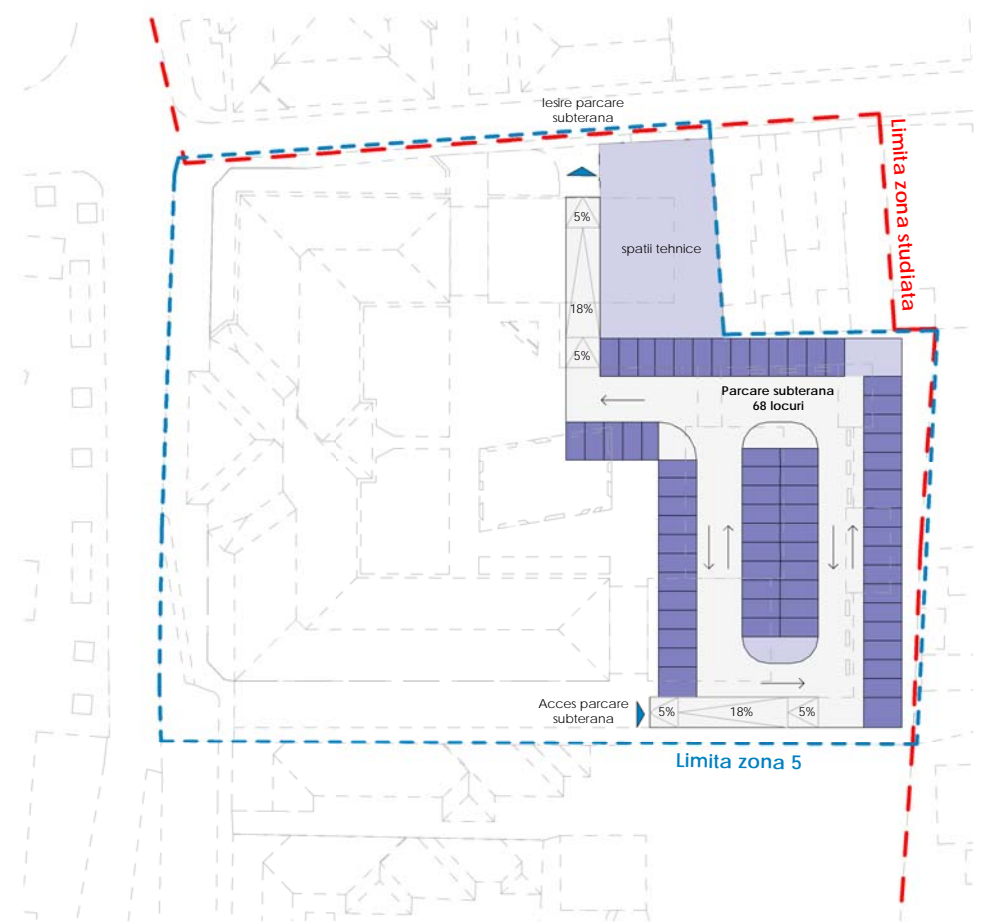 Iesire parcare
subterana
Limita zona studiata
5%
spatii tehnice
18%
5%
Parcare subterana
68 locuri
Acces parcare
subterana
5%
18%
5%
Limita zona 5